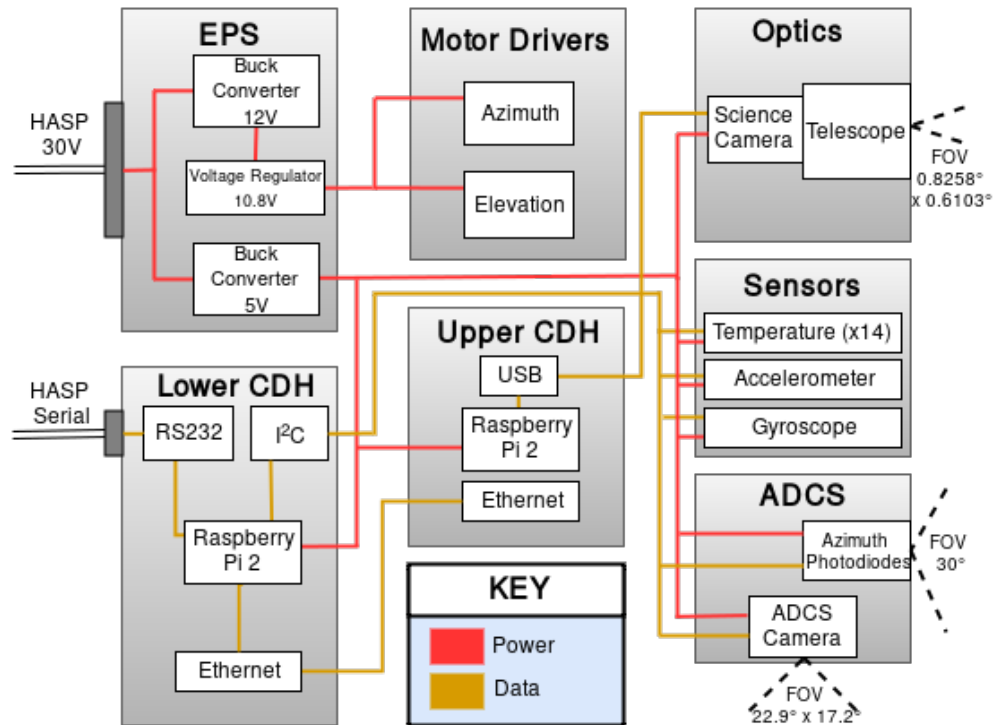 EPS
Buck
Converter
12V
Voltage Regulator
10.8V
Buck
Converter
5V
HASP
30V
Motor Drivers
Azimuth
Elevation
Optics
Science
Camera
Telescope
FOV
0.8258°
x 0.6103°
Sensors
Temperature (x14)
Accelerometer
Gyroscope
Upper CDH
USB
Raspberry
Pi 2
Ethernet
HASP
Serial
Lower CDH
RS232
I²C
Raspberry
Pi 2
Ethernet
ADCS
Azimuth
Photodiodes
FOV
30°
ADCS
Camera
FOV
22.9° x 17.2°
KEY
Power
Data